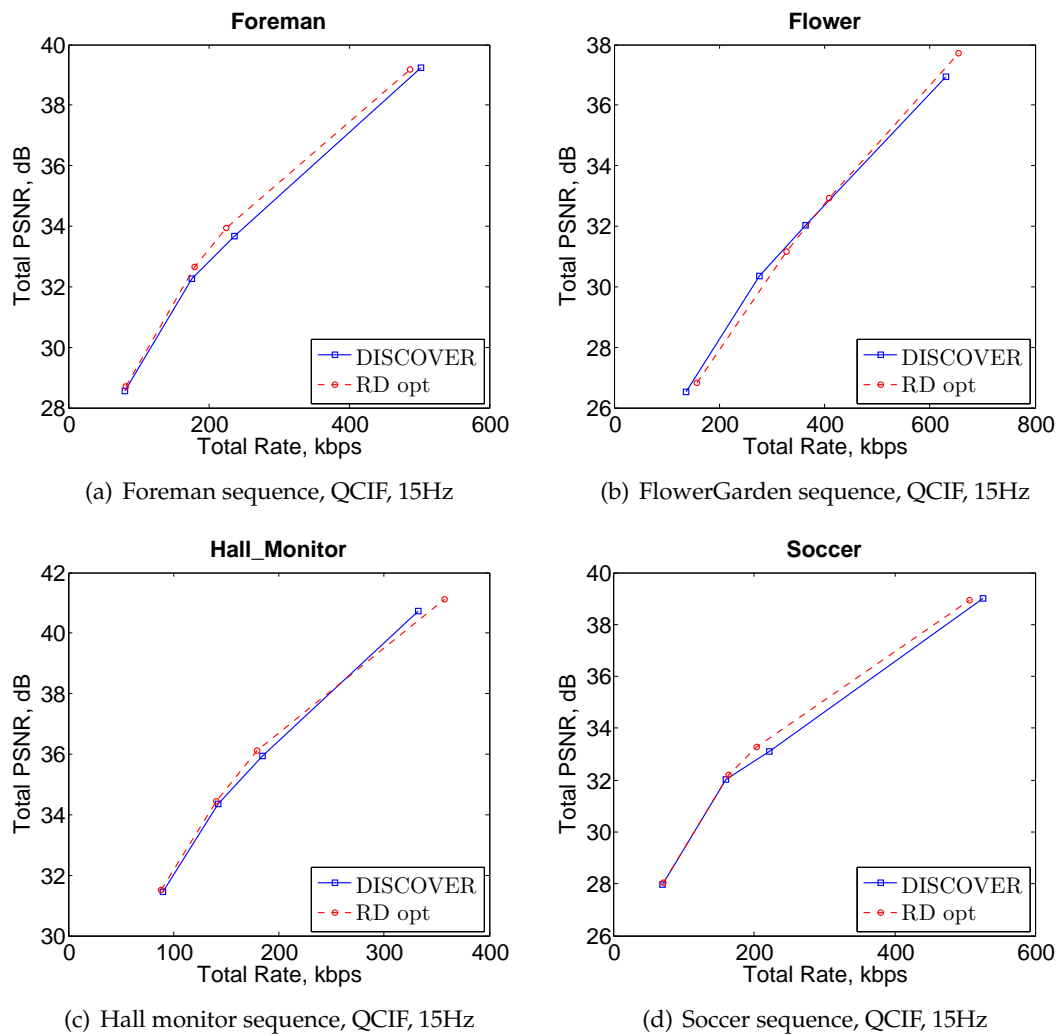 Foreman
40
38
36
34
32
30
28
0
200
400
600
Total PSNR, dB
Total Rate, kbps
DISCOVER
RD opt
(a) Foreman sequence, QCIF, 15Hz
Flower
38
36
34
32
30
28
26
0
200
400
600
800
Total PSNR, dB
Total Rate, kbps
DISCOVER
RD opt
(b) FlowerGarden sequence, QCIF, 15Hz
Hall_Monitor
42
40
38
36
34
32
30
0
100
200
300
400
Total PSNR, dB
Total Rate, kbps
DISCOVER
RD opt
(c) Hall monitor sequence, QCIF, 15Hz
Soccer
40
38
36
34
32
30
28
26
0
200
400
600
Total PSNR, dB
Total Rate, kbps
DISCOVER
RD opt
(d) Soccer sequence, QCIF, 15Hz